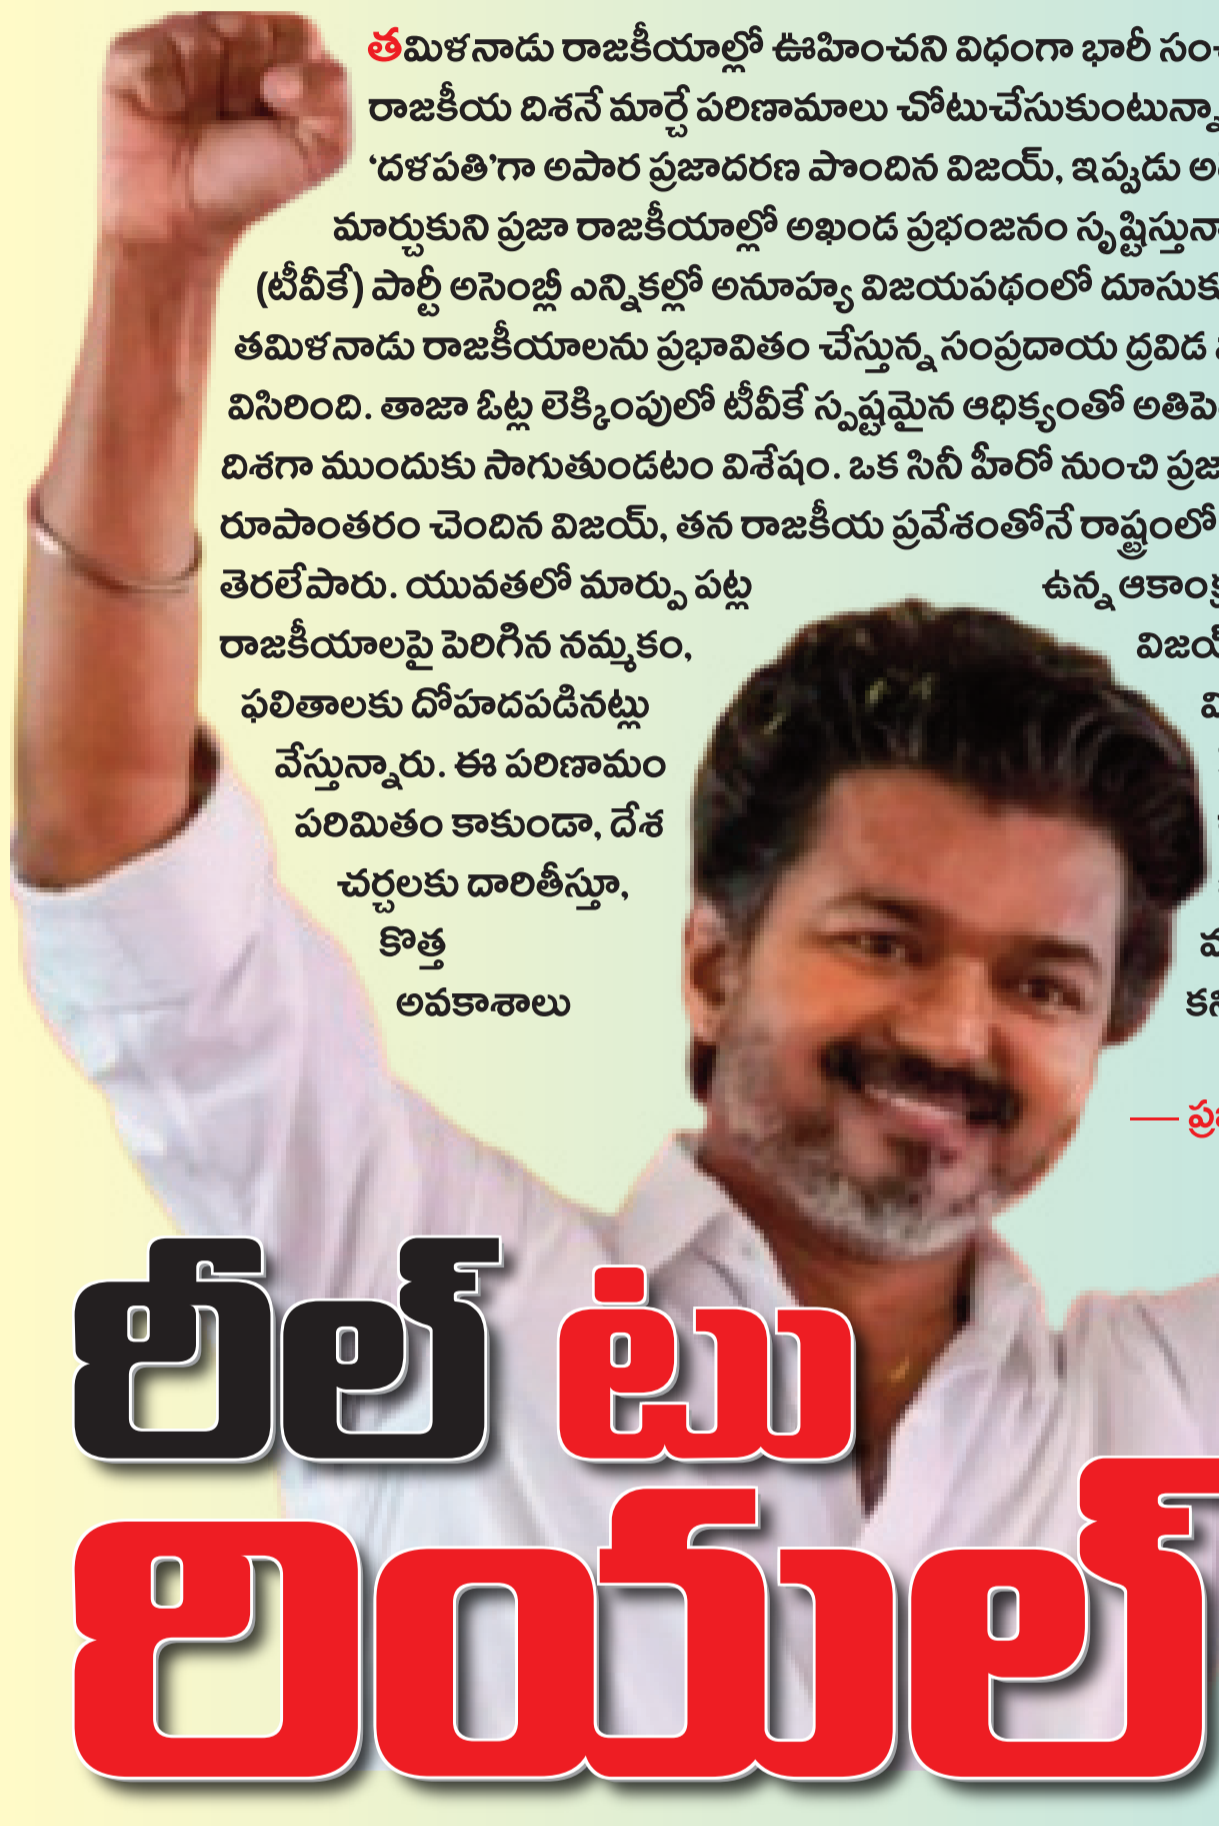 తమిళనాడు రాజకీయాల్లో ఊహించని విధంగా భారీ
రాజకీయ దిశనే మార్చే పరిణామాలు చోటుచేసుకుంటున్నా
‘దళపతి’గా అపార ప్రజాదరణ పొందిన విజయ్, ఇప్పుడు
మార్చుకుని ప్రజా రాజకీయాల్లో అఖండ ప్రభంజనం సృష్టిస్తునా
(టీవీకే) పార్టీ అసెంబ్లీ ఎన్నికల్లో అనూహ్య విజయపథంలో దూసుకు
తమిళనాడు రాజకీయాలను ప్రభావితం చేస్తున్న సంప్రదాయ ద్రవిడ
విసిరింది. తాజా ఓట్ల లెక్కింపులో టీవీకే స్పష్టమైన ఆధిక్యంతో అతిపె
దిశగా ముందుకు సాగుతుండటం విశేషం. ఒక సినీ హీరో నుంచి ప్రజా
రూపాంతరం చెందిన విజయ్, తన రాజకీయ ప్రవేశంతోనే రాష్ట్రంలో
తెరలేపారు. యువతలో మార్పు పట్ల ఉన్న
రాజకీయాలపై పెరిగిన నమ్మకం, విజయ్
ఫలితాలకు దోహదపడినట్లు
వేస్తున్నారు. ఈ పరిణామం
పరిమితం కాకుండా, దేశ
చర్చలకు దారితీస్తూ,
కొత్త
అవకాశాలు
రీల్ టు
రియల్